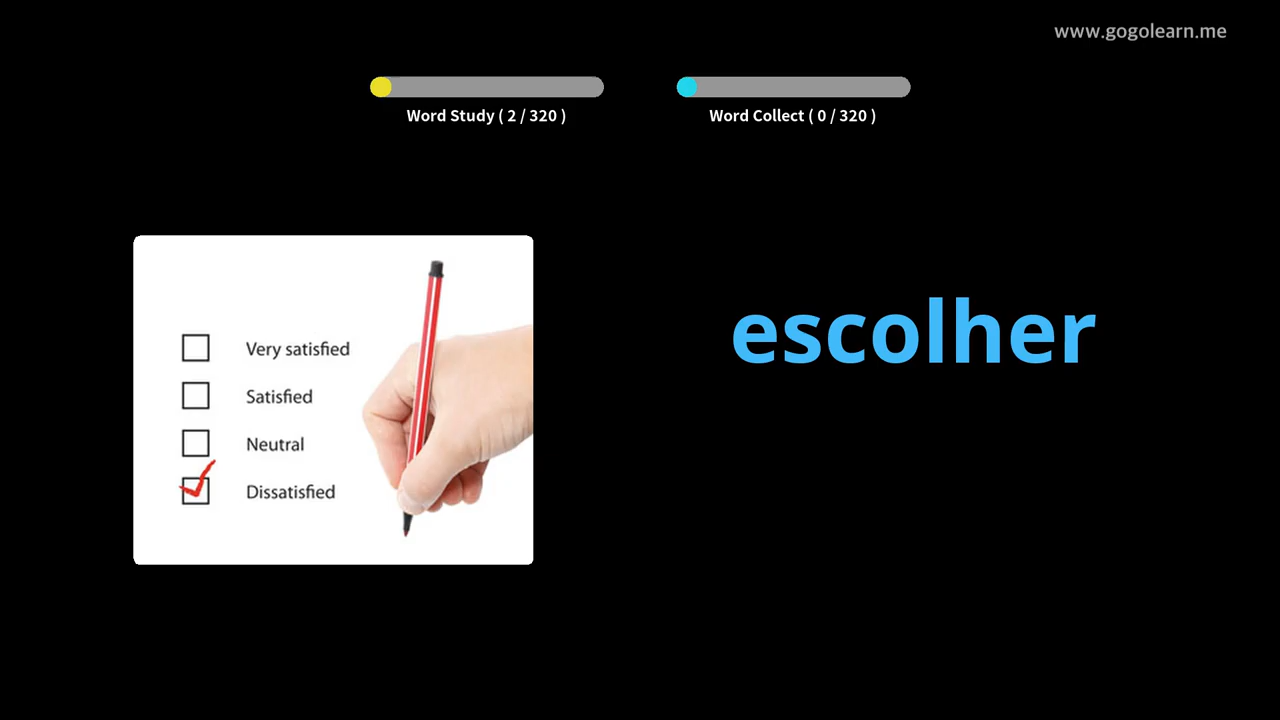 www.gogolearn.me
Word Study ( 2 / 320 )
Word Collect ( 0 / 320 )
escolher
Very satisfied
Satisfied
Neutral
Dissatisfied